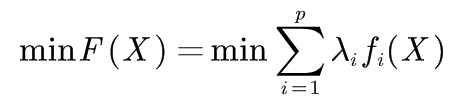 min F(X) = min ∑_{i=1}^{p} λ_i f_i(X)